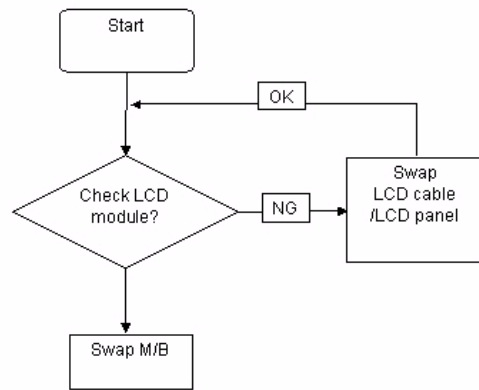 Start
OK
Check LCD
module?
NG
Swap
LCD cable
/LCD panel
Swap M/B